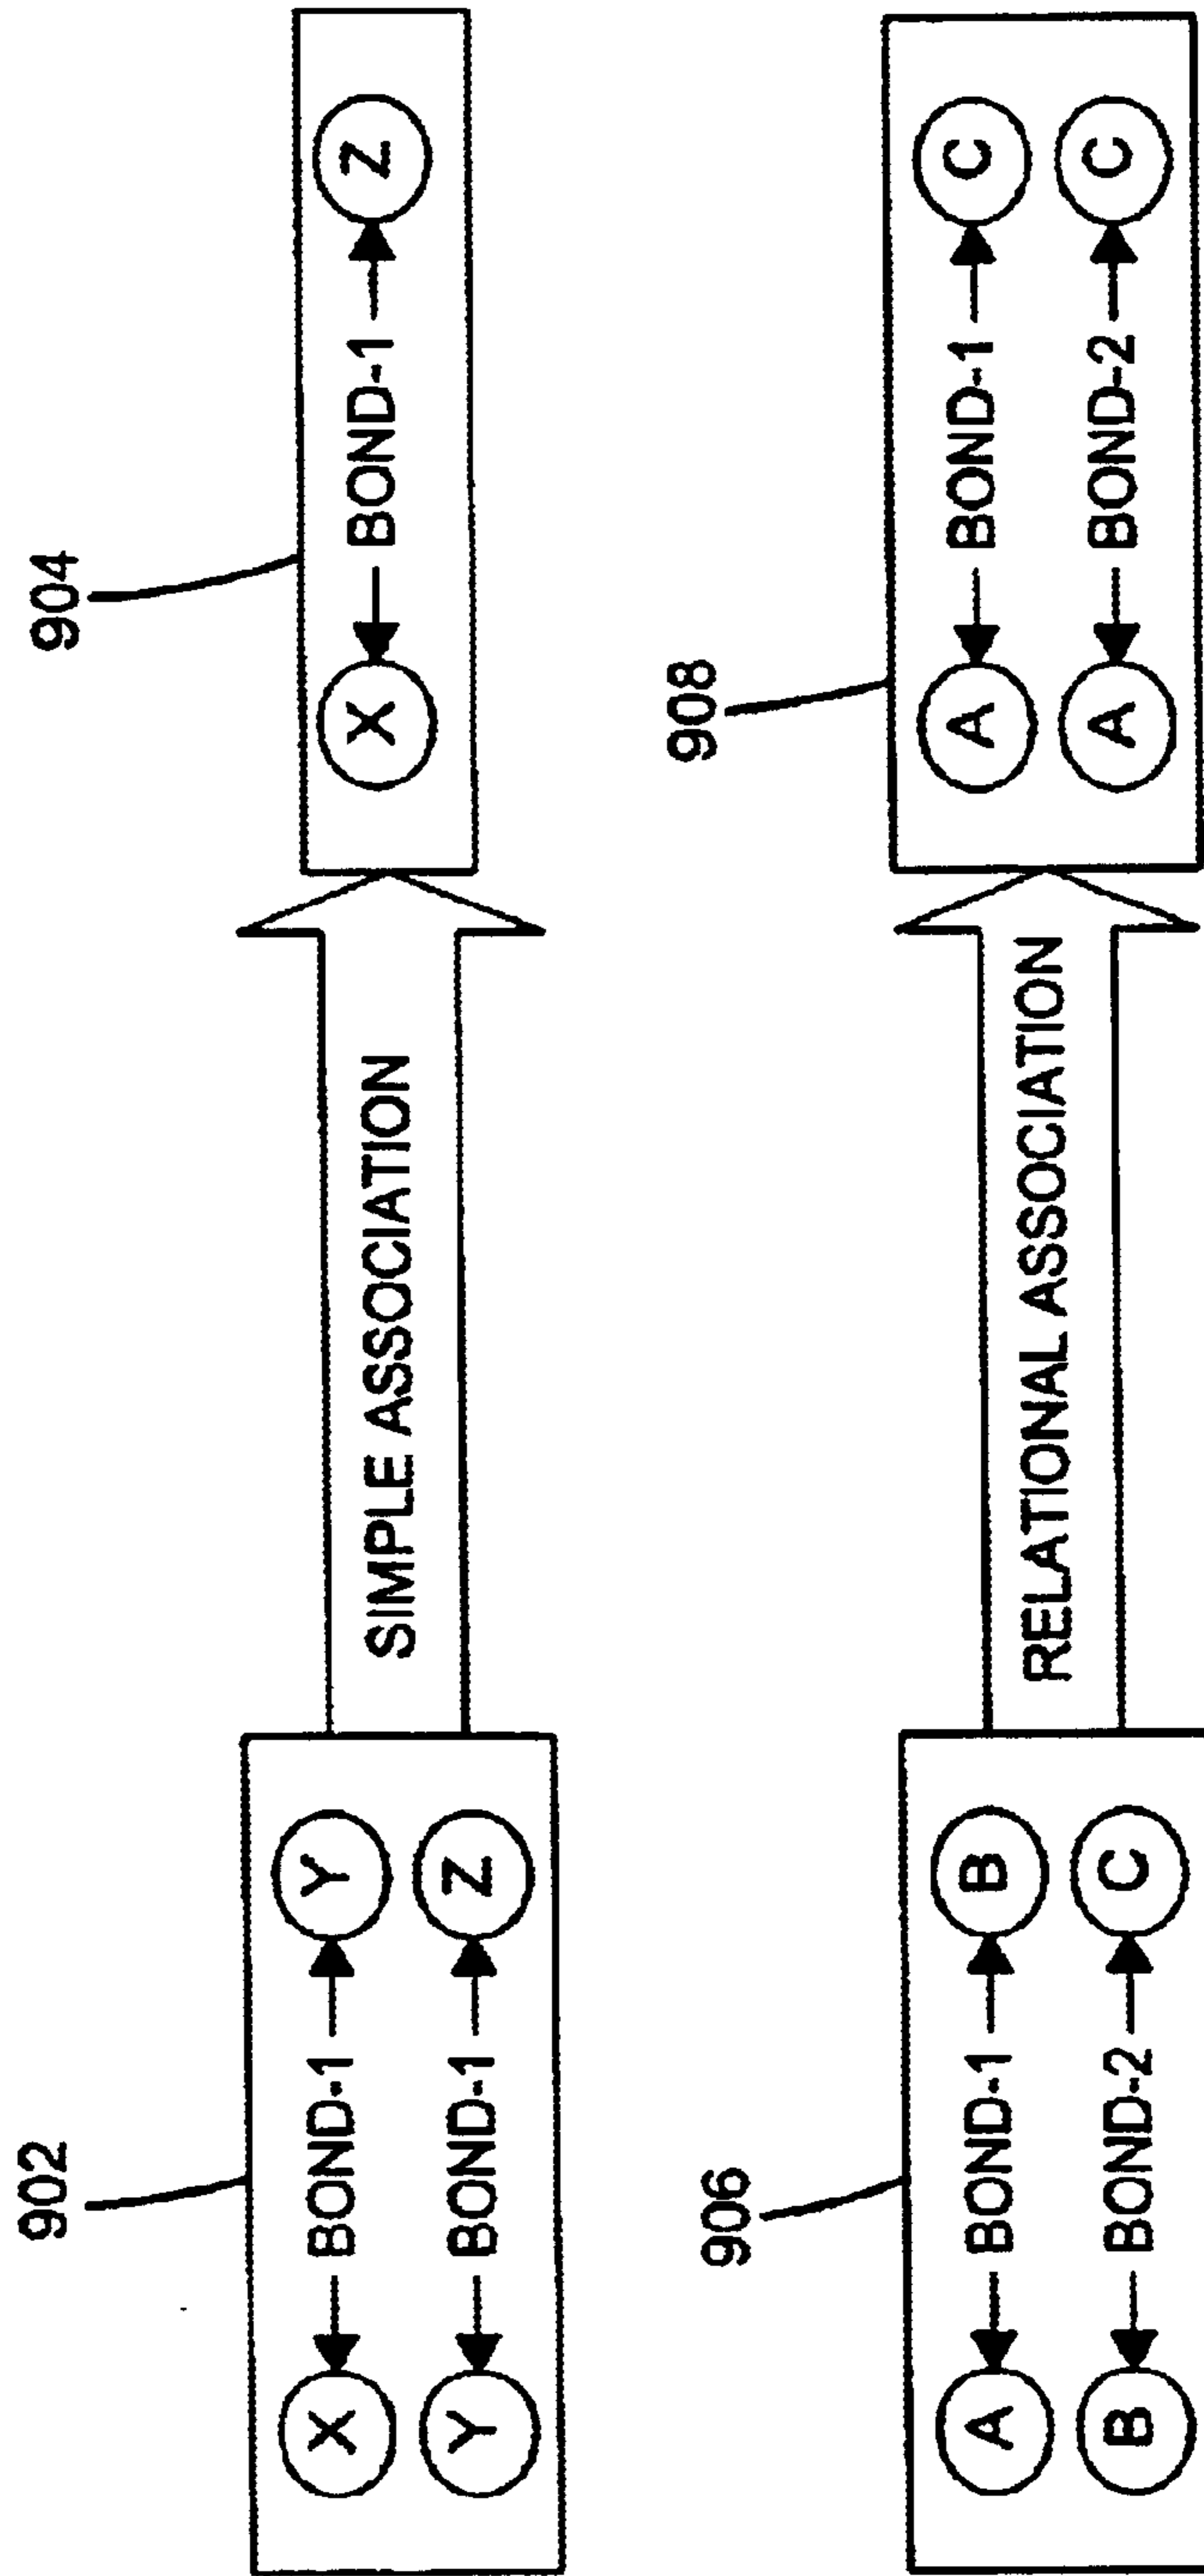 902
X BOND-1 Y
Y BOND-1 Z
SIMPLE ASSOCIATION
904
X BOND-1 Z
906
A BOND-1 B
B BOND-2 C
RELATIONAL ASSOCIATION
908
A BOND-1 C
A BOND-2 C